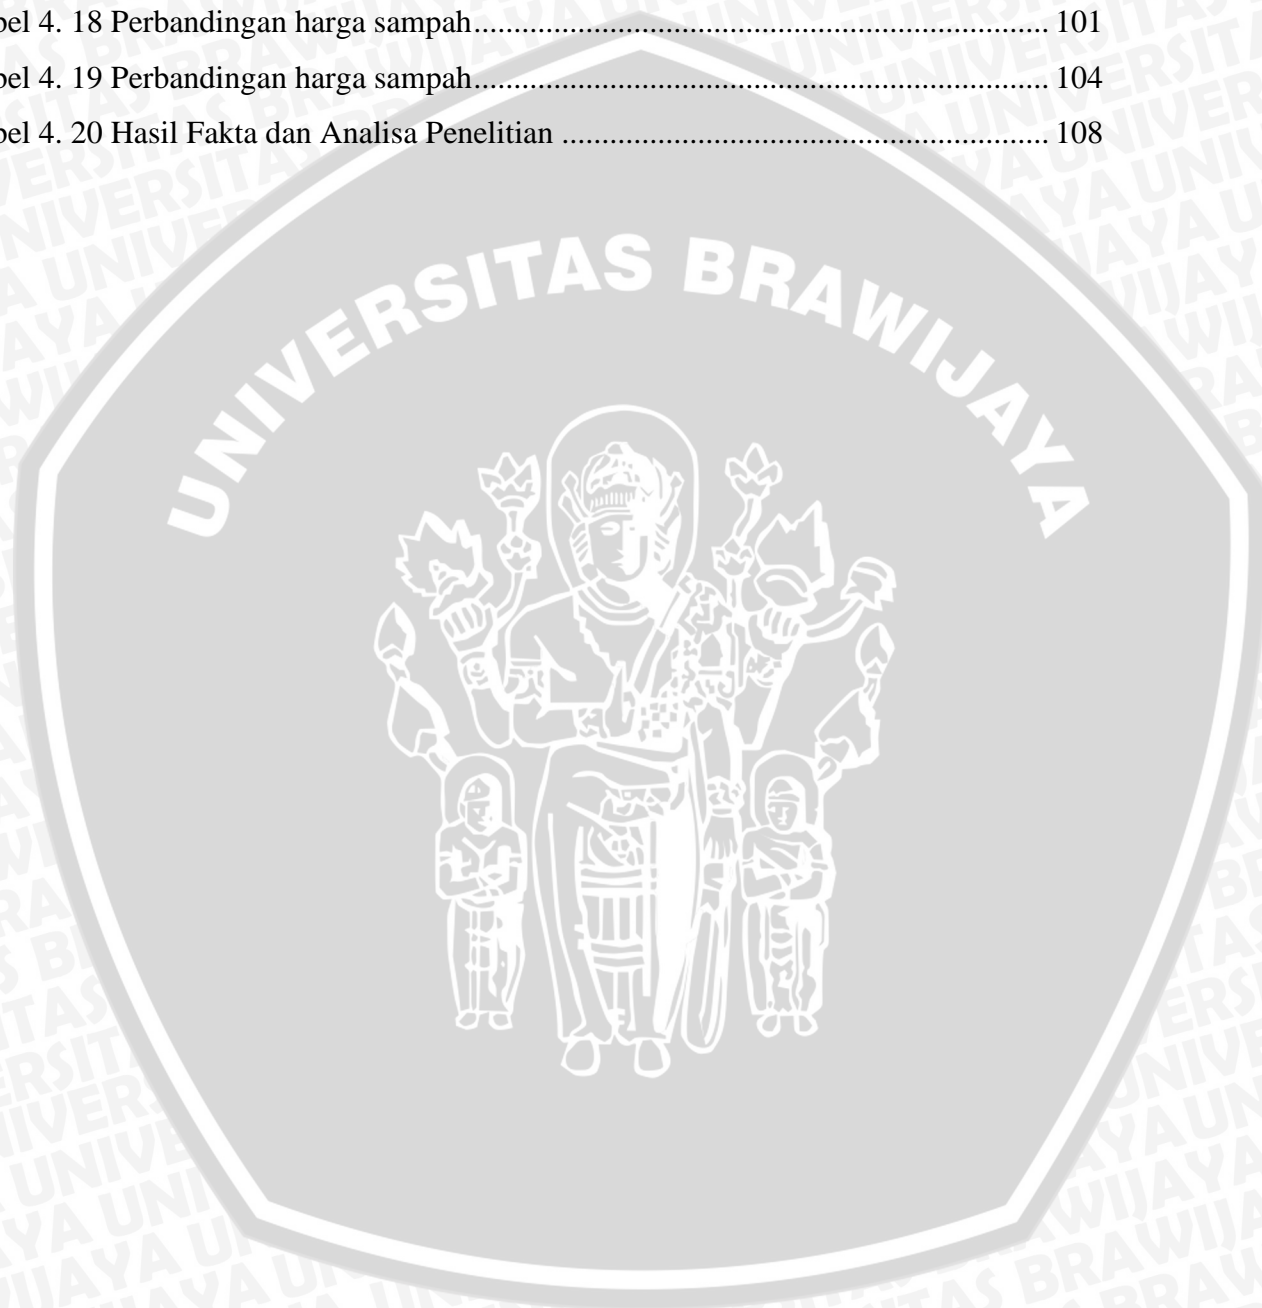 bel 4. 18 Perbandingan harga sampah........................................................................ 101
bel 4. 19 Perbandingan harga sampah........................................................................ 104
bel 4. 20 Hasil Fakta dan Analisa Penelitian ............................................................. 108
UNIVERSITAS BRAWIJAYA